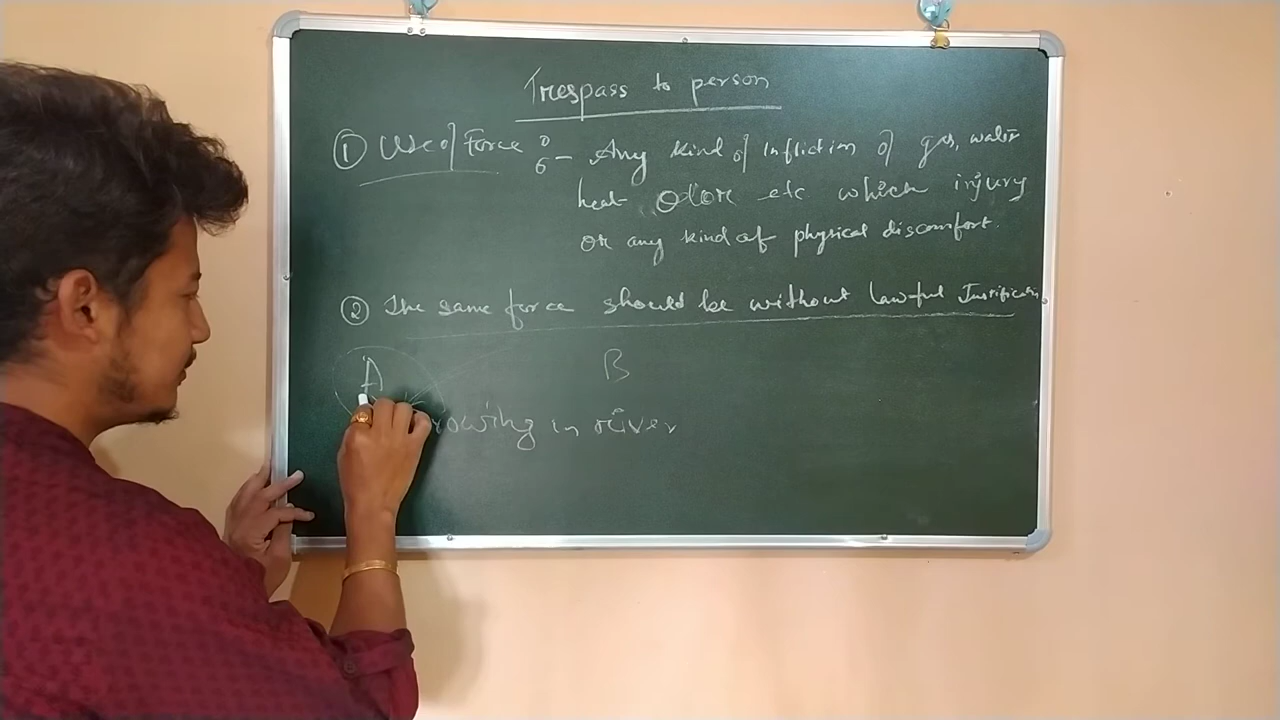 Trespass to person
① Use of Force :- Any kind of infliction of gas, water
heat odore etc which injury
or any kind of physical discomfort.
② The same force should be without lawful Justification
A B
rowing in river